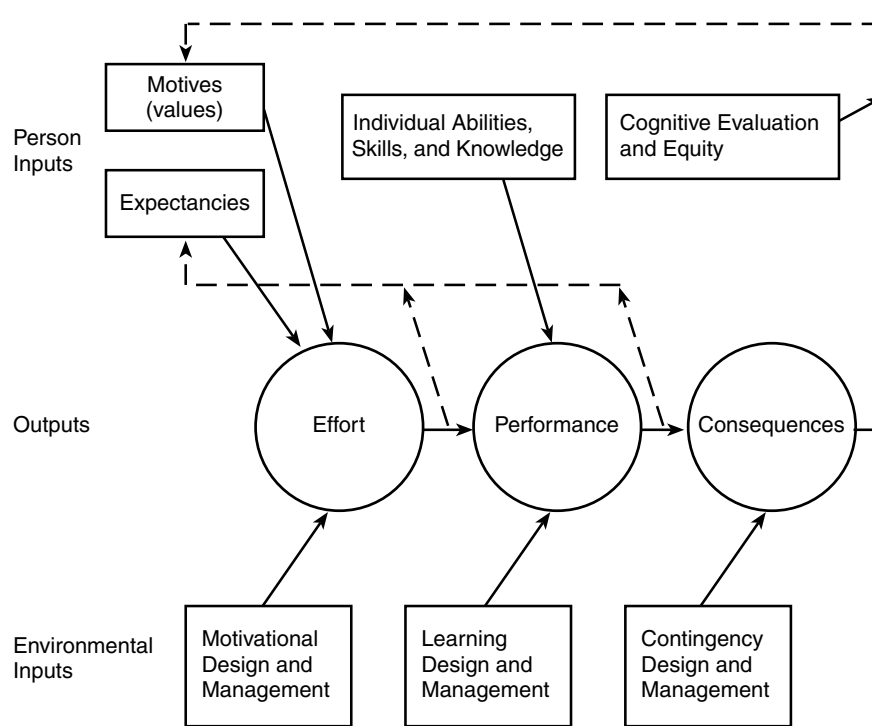 Motives
(values)
Person
Inputs
Individual Abilities,
Skills, and Knowledge
Cognitive Evaluation
and Equity
Expectancies
Outputs
Effort
Performance
Consequences
Environmental
Inputs
Motivational
Design and
Management
Learning
Design and
Management
Contingency
Design and
Management